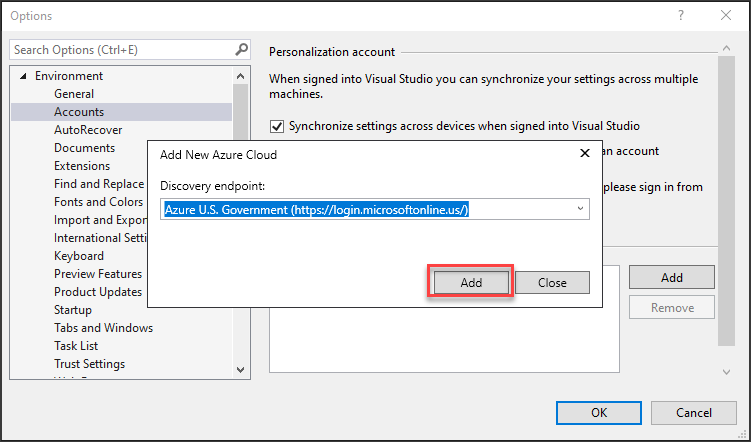 Options
?
Search Options (Ctrl+E)
Environment
General
Accounts
AutoRecover
Documents
Extensions
Find and Replace
Fonts and Colors
Import and Export
International Setti
Keyboard
Preview Features
Product Updates
Startup
Tabs and Windows
Task List
Trust Settings
Personalization account
When signed into Visual Studio you can synchronize your settings across multiple
machines.
Synchronize settings across devices when signed into Visual Studio
an account
please sign in from
Add New Azure Cloud
Discovery endpoint:
Azure U.S. Government (https://login.microsoftonline.us/)
Add
Close
Add
Remove
OK
Cancel